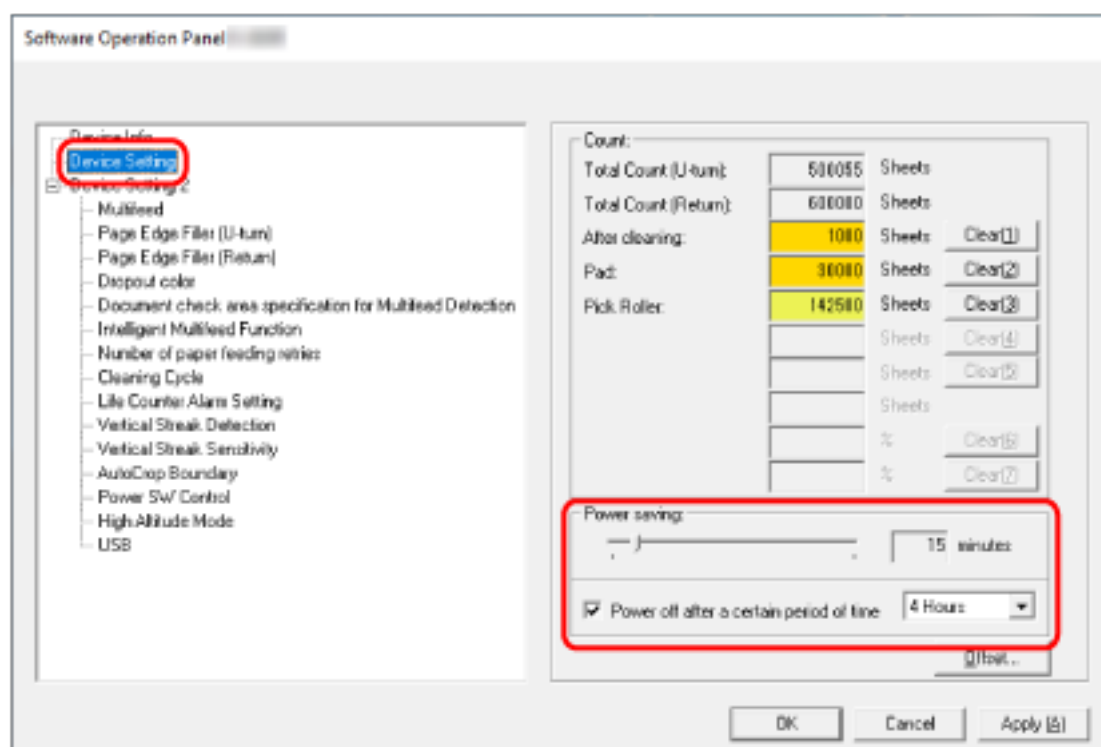 Software Operation Panel
Device Info
Device Setting
Device Setting 2
Multifeed
Page Edge Filler (U-turn)
Page Edge Filler (Return)
Dropout color
Document check area specification for Multifeed Detection
Intelligent Multifeed Function
Number of paper feeding retries
Cleaning Cycle
Life Counter Alarm Setting
Vertical Streak Detection
Vertical Streak Sensitivity
AutoCrop Boundary
Power SW Control
High Altitude Mode
USB
Count:
Total Count (U-turn): 500055 Sheets
Total Count (Return): 600000 Sheets
After cleaning: 1000 Sheets Clear(1)
Pad: 30000 Sheets Clear(2)
Pick Roller: 142500 Sheets Clear(3)
Sheets Clear(4)
Sheets Clear(5)
Sheets
% Clear(6)
% Clear(7)
Power saving:
15 minutes
Power off after a certain period of time 4 Hours
Offset...
OK Cancel Apply (A)